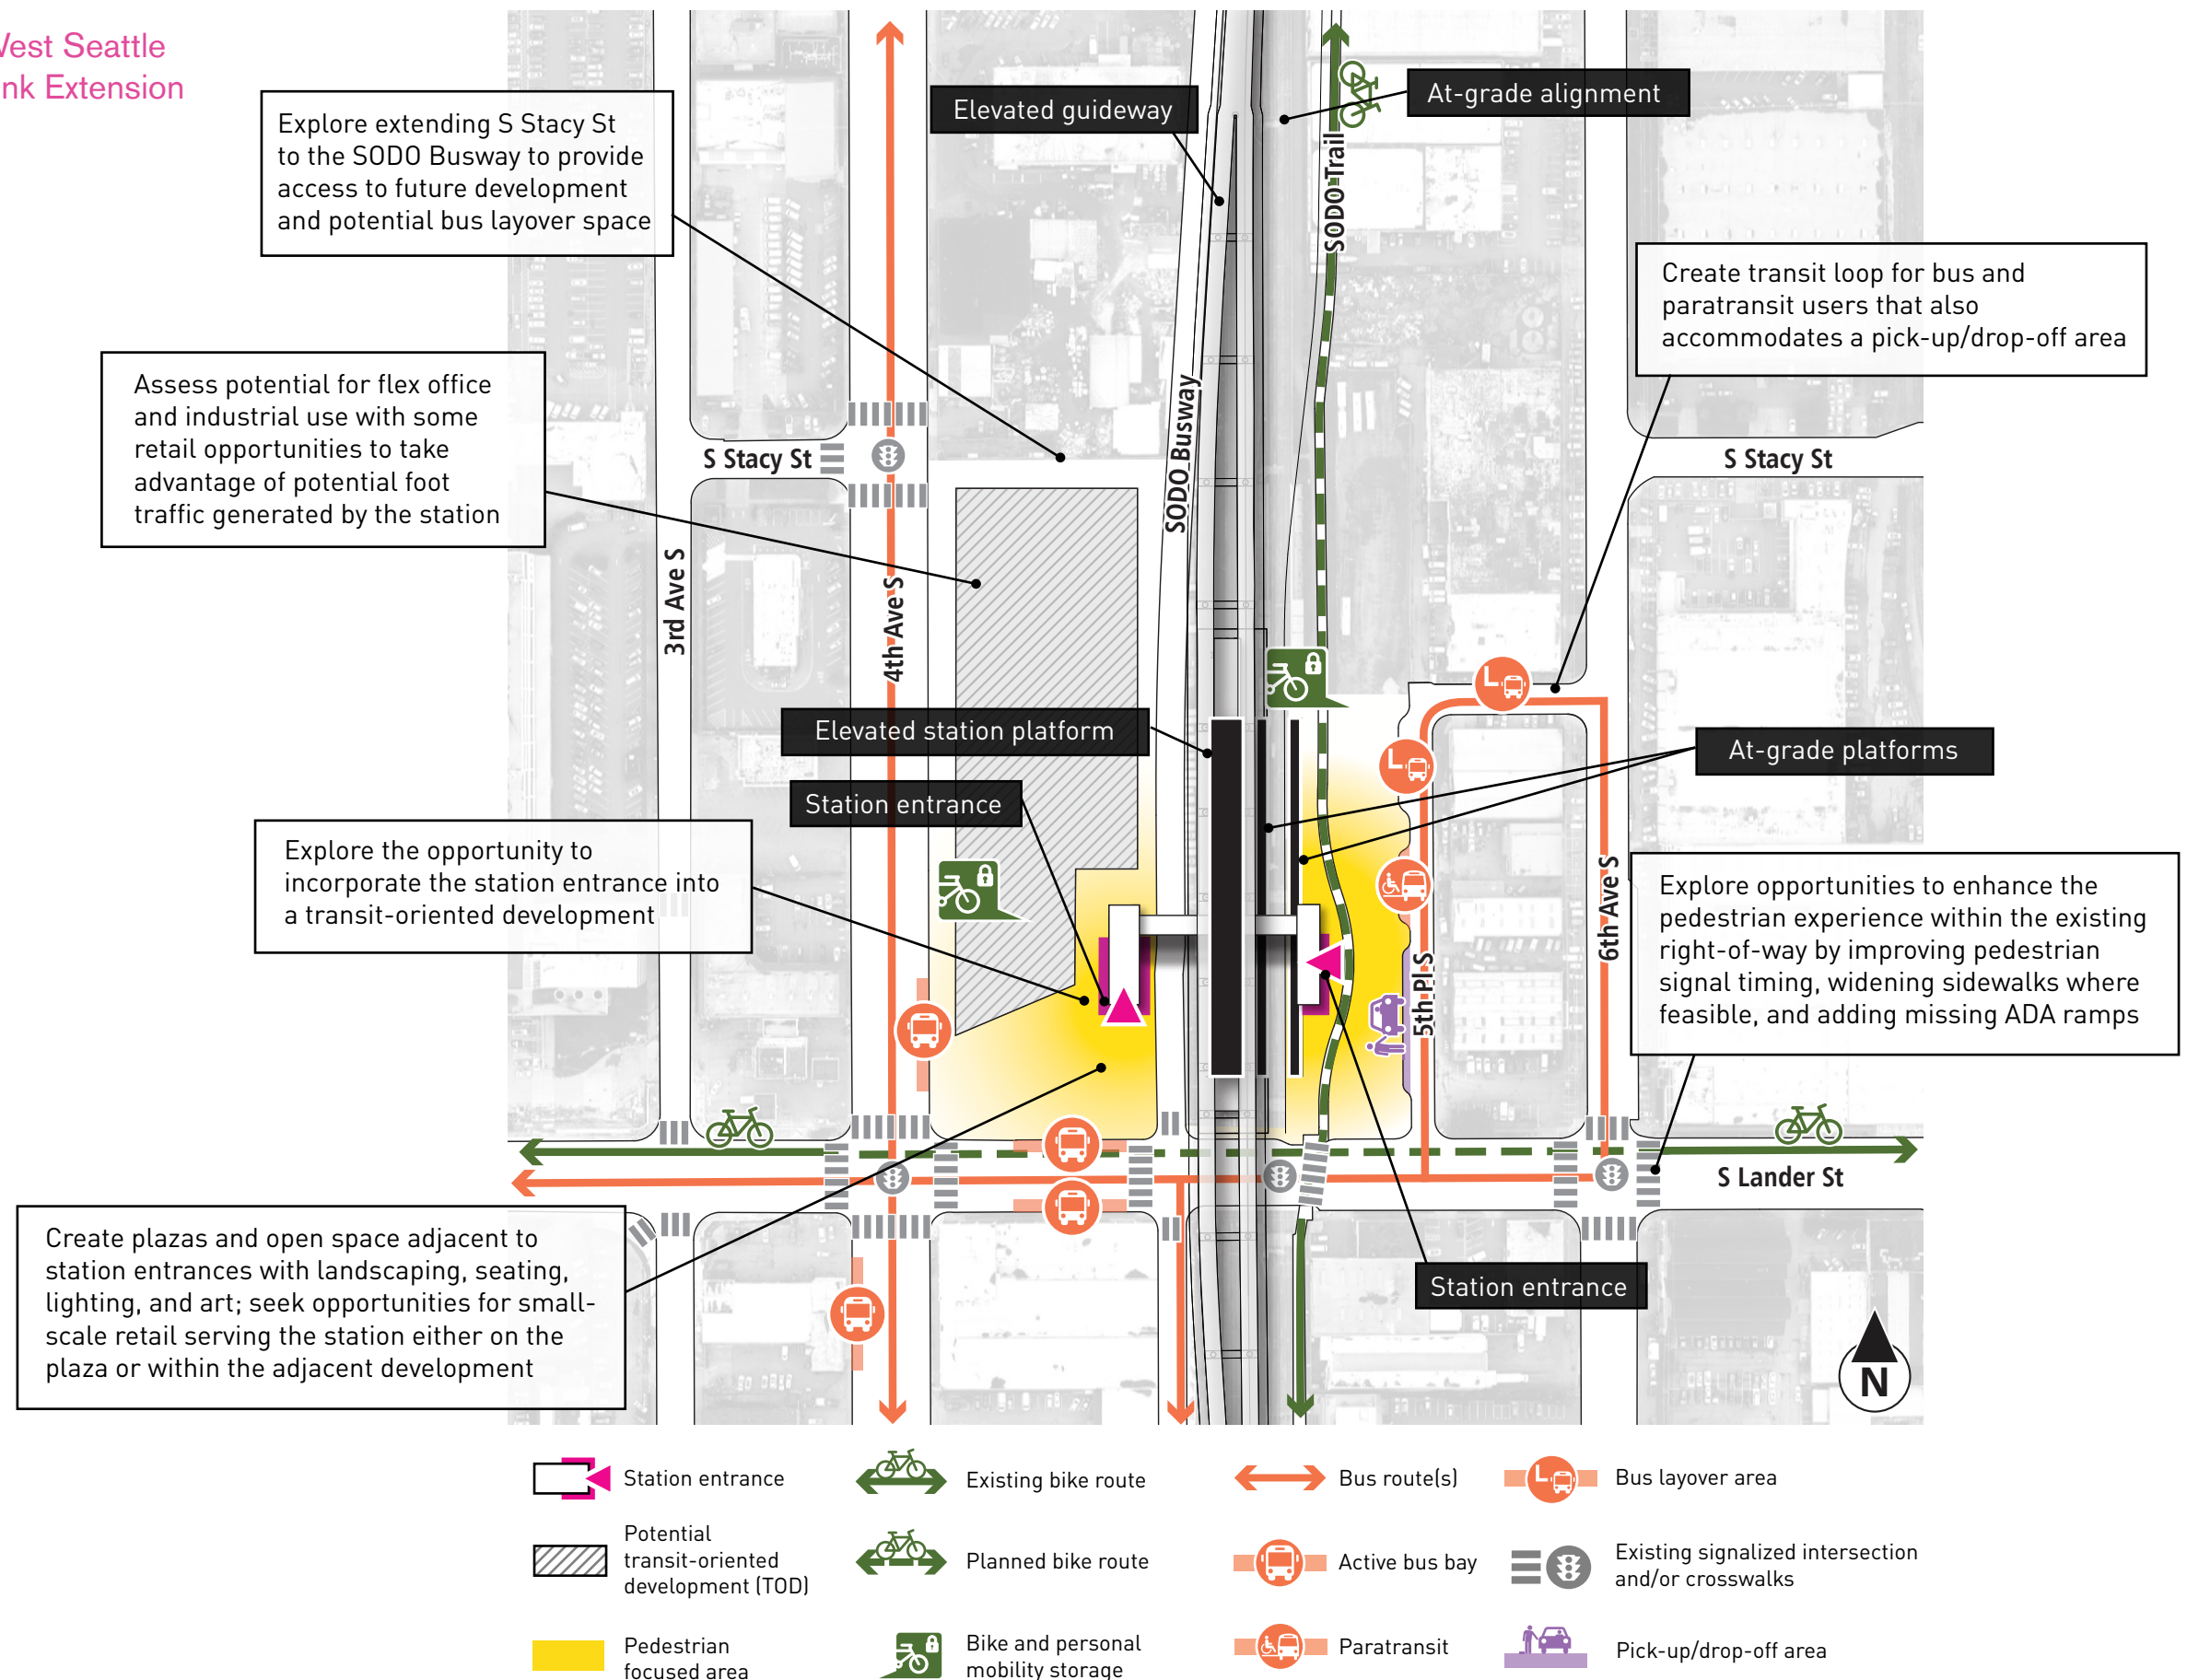 West Seattle
Link Extension
Explore extending S Stacy St
to the SODO Busway to provide
access to future development
and potential bus layover space
Elevated guideway
At-grade alignment
SODO Trail
Create transit loop for bus and
paratransit users that also
accommodates a pick-up/drop-off area
Assess potential for flex office
and industrial use with some
retail opportunities to take
advantage of potential foot
traffic generated by the station
S Stacy St
SODO Busway
S Stacy St
3rd Ave S
4th Ave S
Elevated station platform
At-grade platforms
Station entrance
Explore the opportunity to
incorporate the station entrance into
a transit-oriented development
6th Ave S
5th Pl S
Explore opportunities to enhance the
pedestrian experience within the existing
right-of-way by improving pedestrian
signal timing, widening sidewalks where
feasible, and adding missing ADA ramps
S Lander St
Create plazas and open space adjacent to
station entrances with landscaping, seating,
lighting, and art; seek opportunities for small-
scale retail serving the station either on the
plaza or within the adjacent development
Station entrance
L
L
N
Station entrance
Existing bike route
Bus route(s)
L
Bus layover area
Potential
transit-oriented
development (TOD)
Planned bike route
Active bus bay
Existing signalized intersection
and/or crosswalks
Pedestrian
focused area
Bike and personal
mobility storage
Paratransit
Pick-up/drop-off area